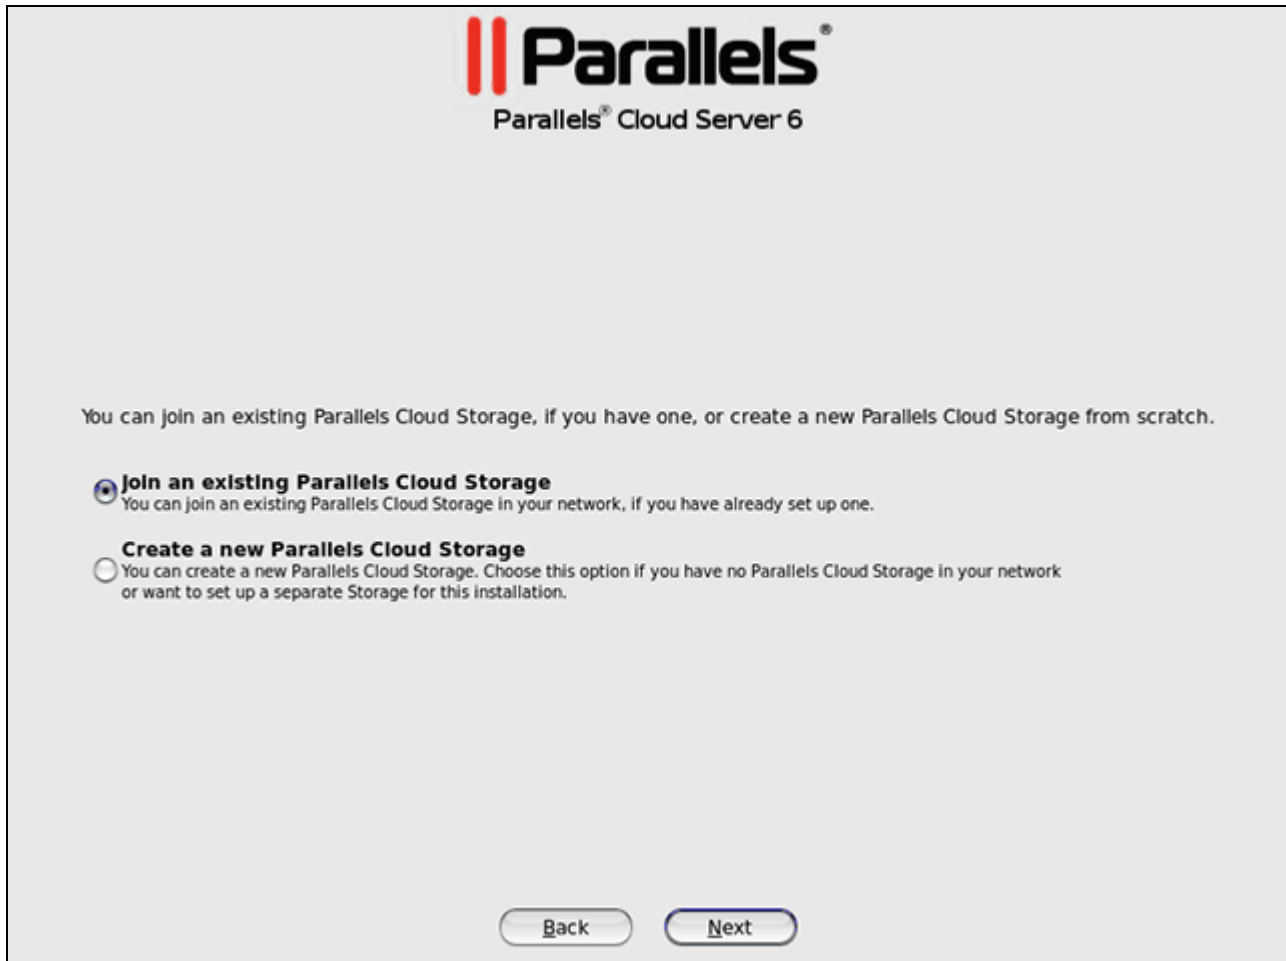 Parallels®
Parallels® Cloud Server 6
You can join an existing Parallels Cloud Storage, if you have one, or create a new Parallels Cloud Storage from scratch.
Join an existing Parallels Cloud Storage
You can join an existing Parallels Cloud Storage in your network, if you have already set up one.
Create a new Parallels Cloud Storage
You can create a new Parallels Cloud Storage. Choose this option if you have no Parallels Cloud Storage in your network
or want to set up a separate Storage for this installation.
Back Next